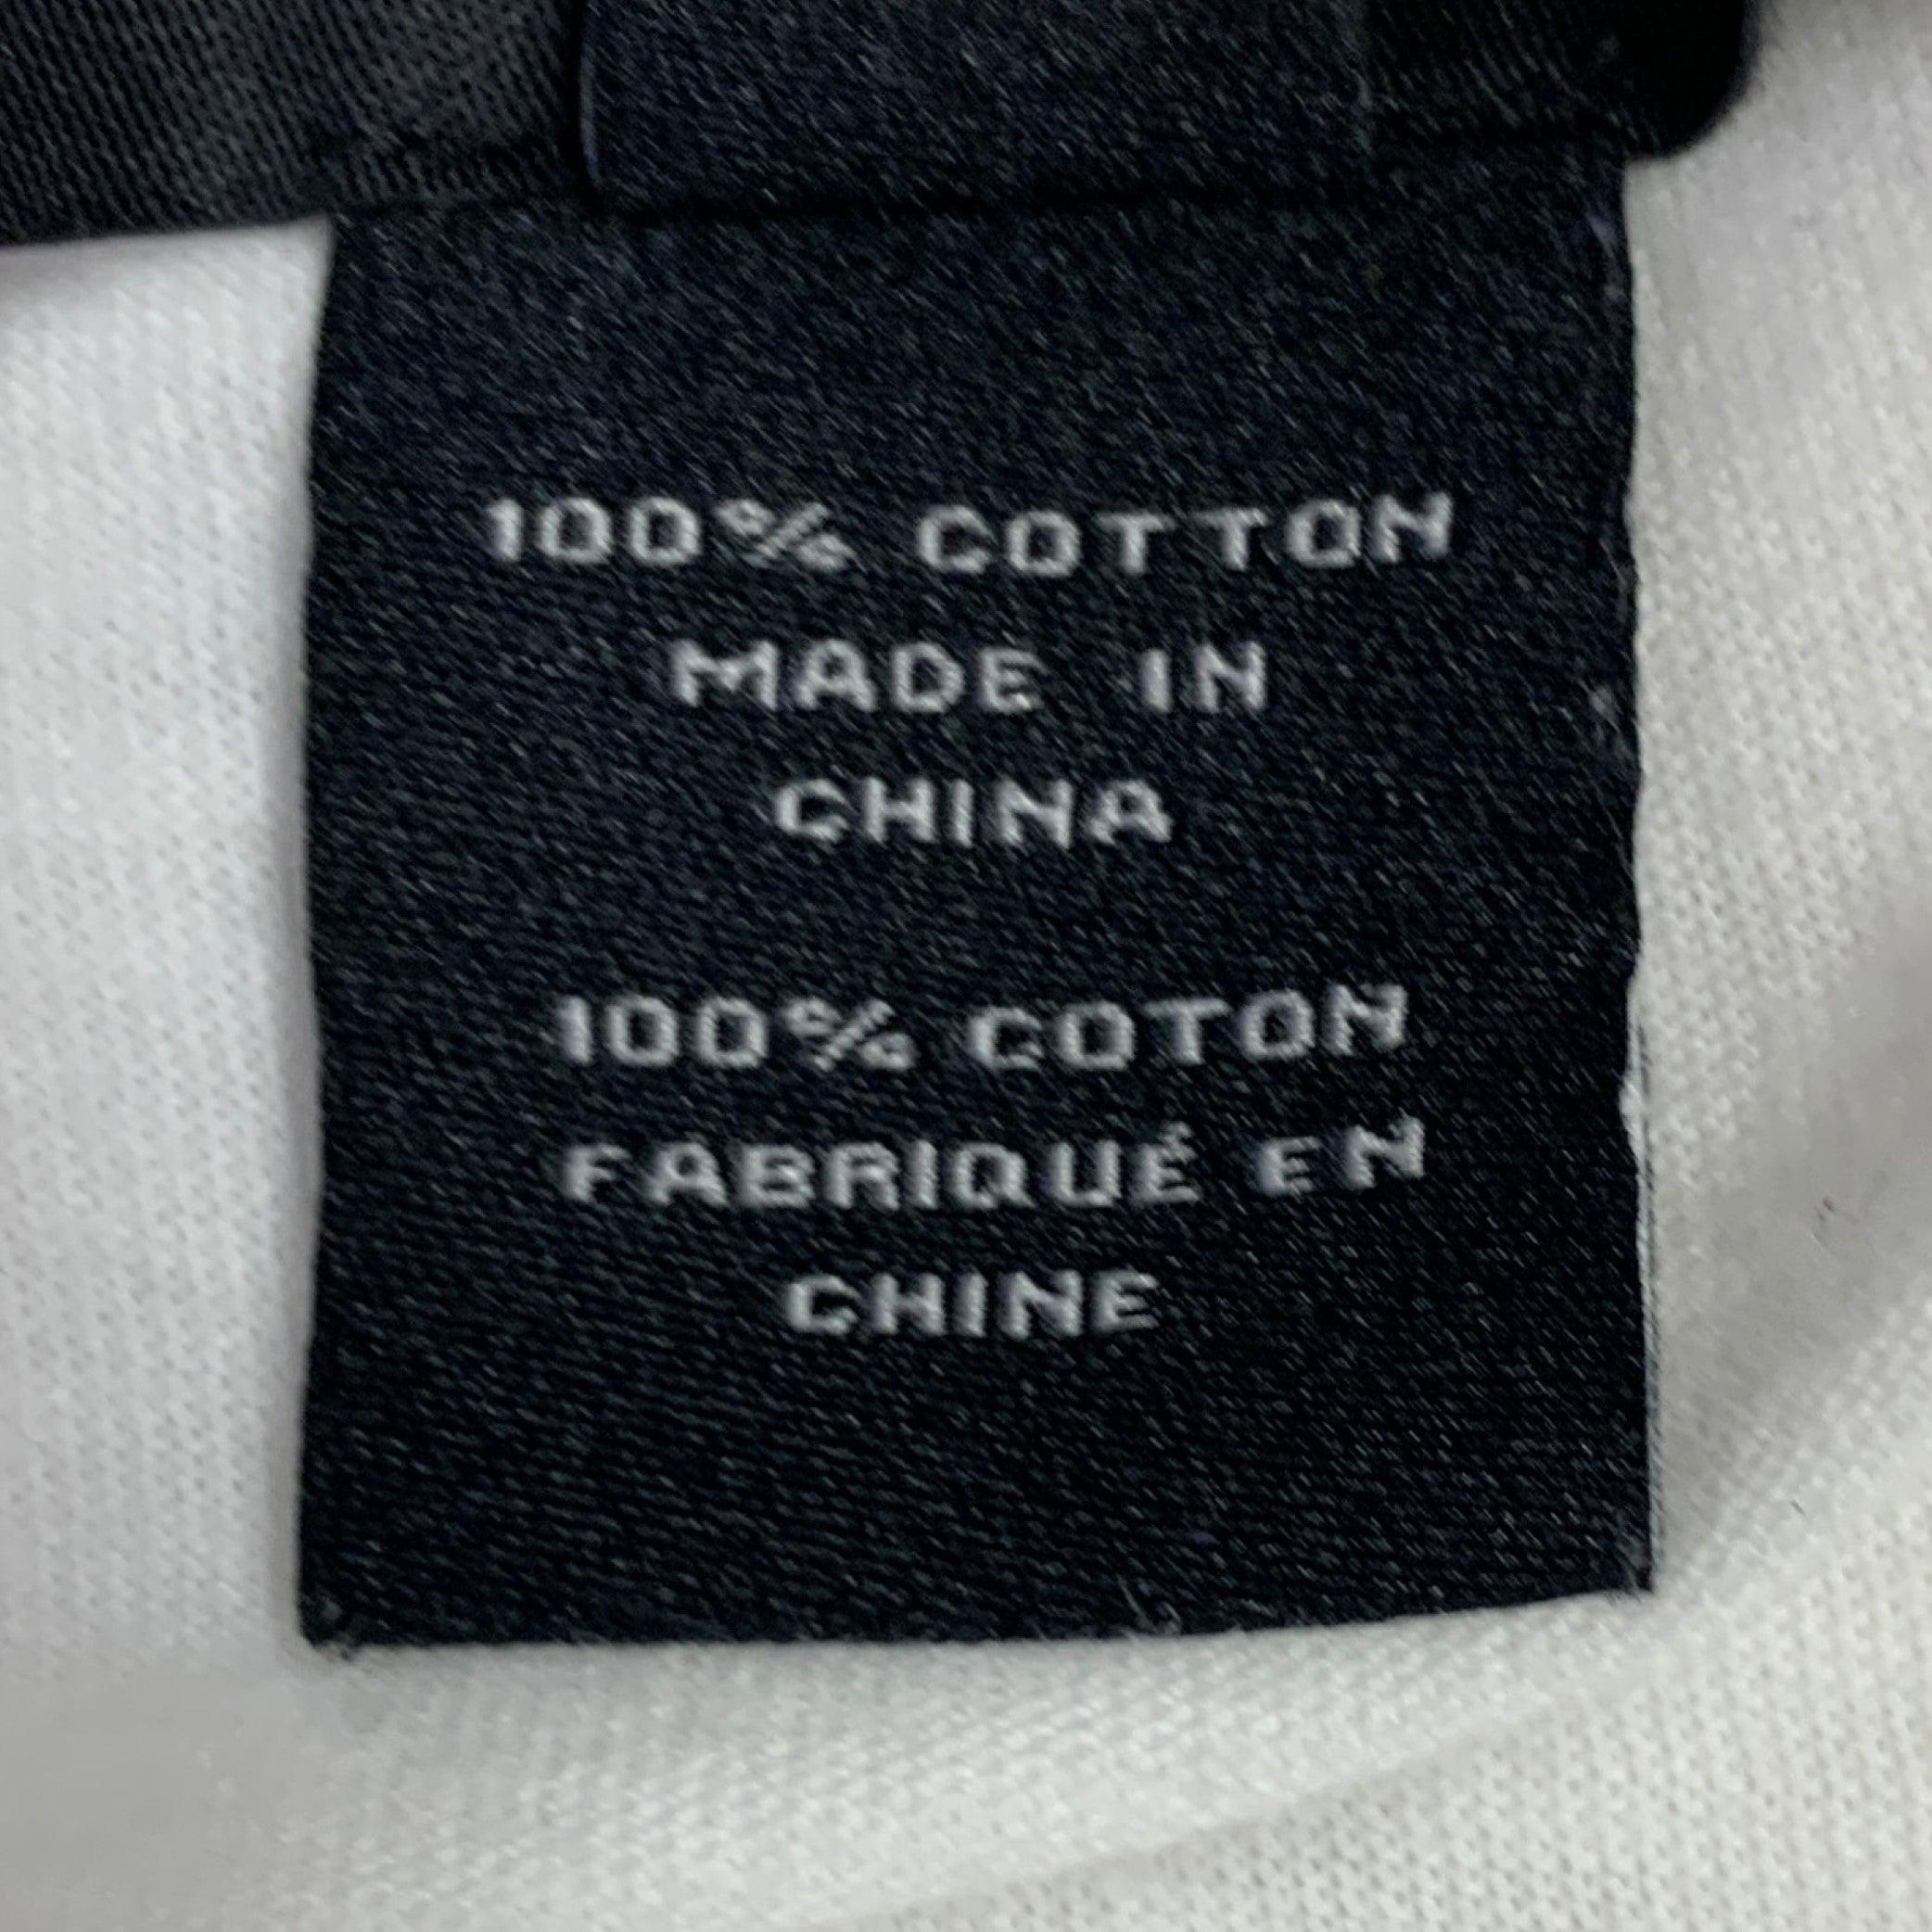 100% COTTON
MADE IN
CHINA
100% COTON
FABRIQUÉ EN
CHINE